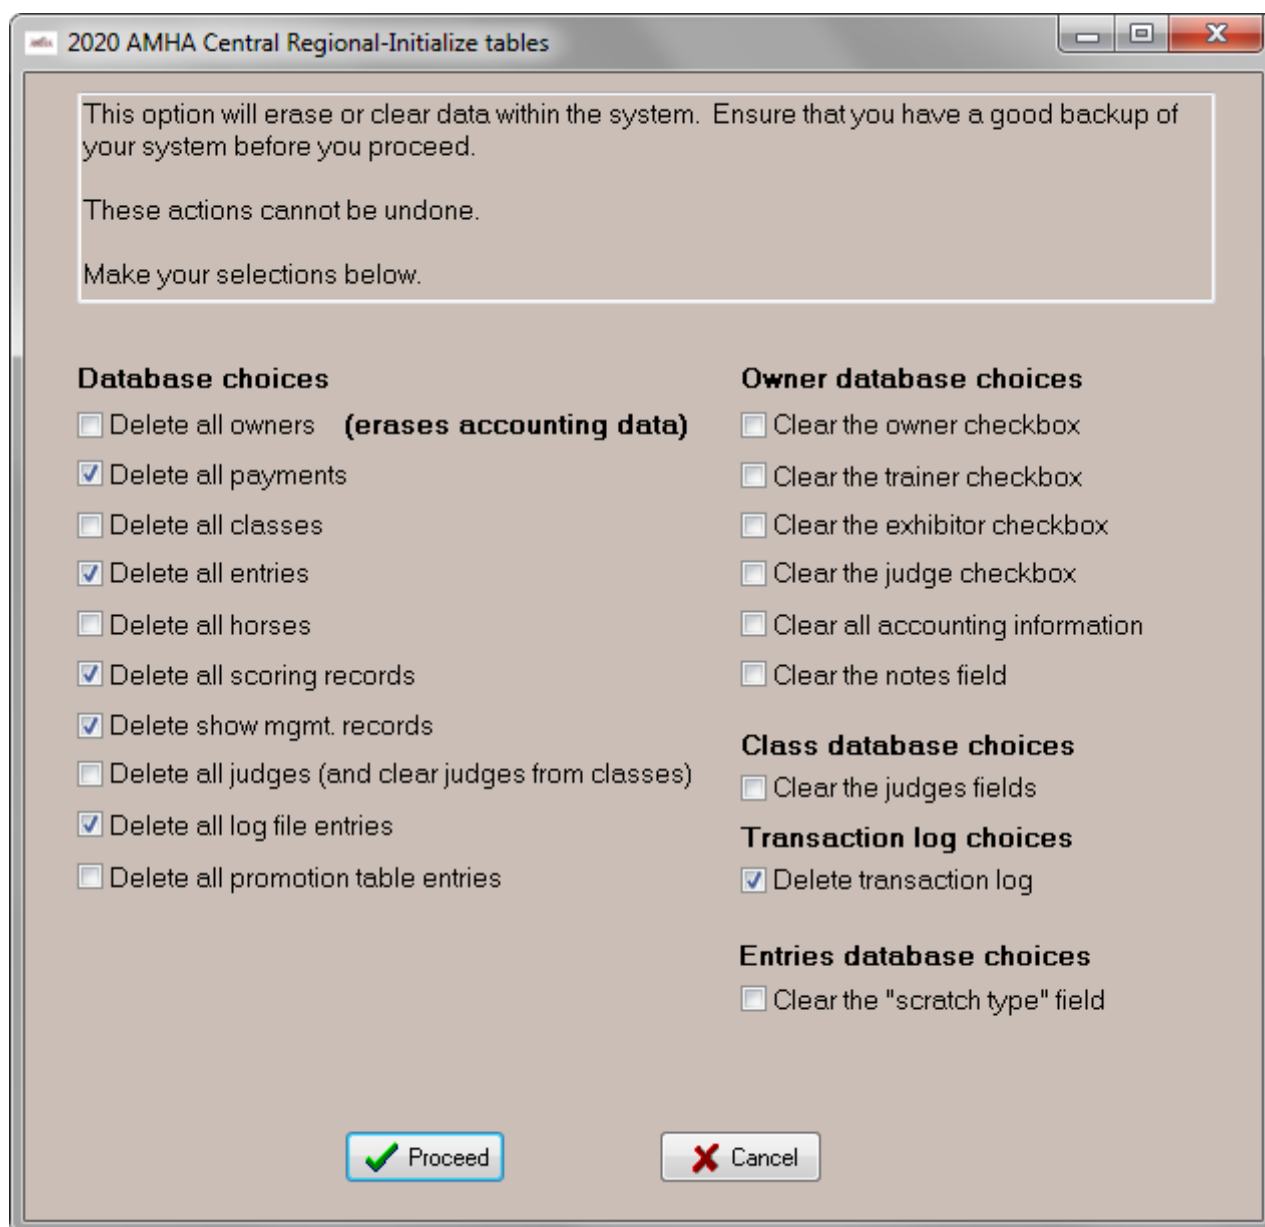 2020 AMHA Central Regional-Initialize tables
This option will erase or clear data within the system.  Ensure that you have a good backup of
your system before you proceed.
These actions cannot be undone.
Make your selections below.
Database choices
Delete all owners (erases accounting data)
Delete all payments
Delete all classes
Delete all entries
Delete all horses
Delete all scoring records
Delete show mgmt. records
Delete all judges (and clear judges from classes)
Delete all log file entries
Delete all promotion table entries
Owner database choices
Clear the owner checkbox
Clear the trainer checkbox
Clear the exhibitor checkbox
Clear the judge checkbox
Clear all accounting information
Clear the notes field
Class database choices
Clear the judges fields
Transaction log choices
Delete transaction log
Entries database choices
Clear the "scratch type" field
Proceed
Cancel